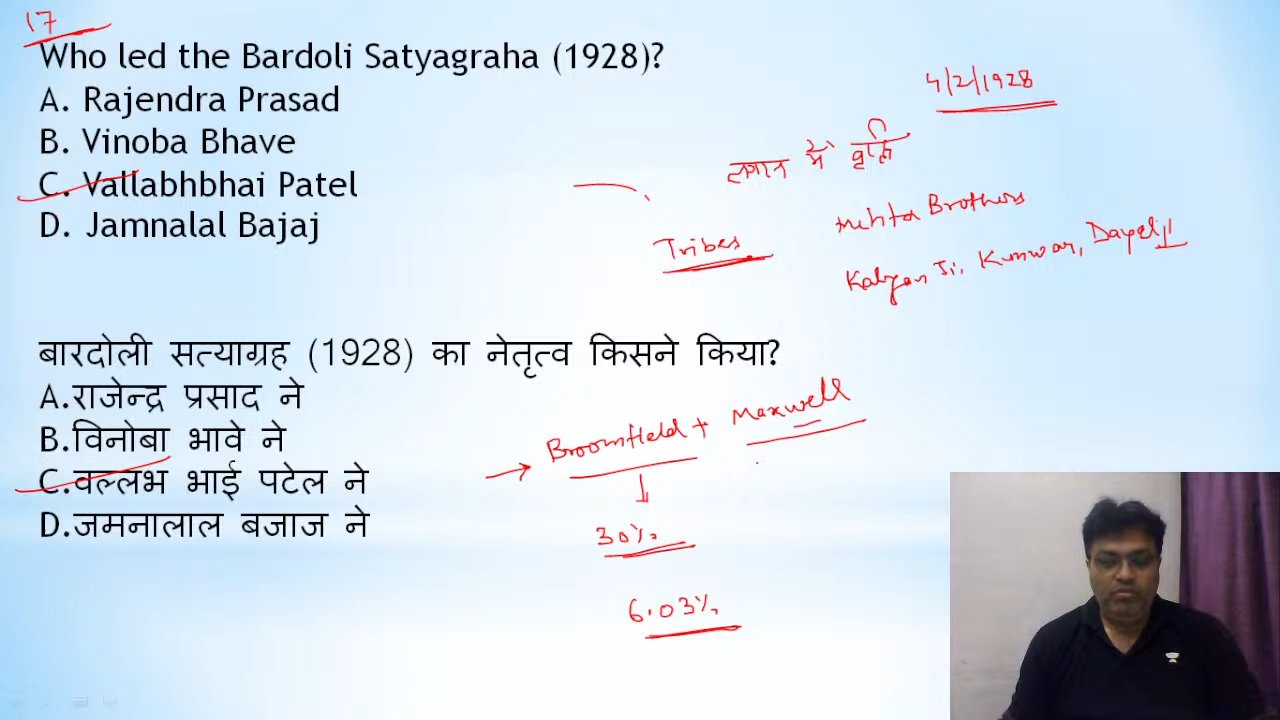 17
Who led the Bardoli Satyagraha (1928)?
A. Rajendra Prasad
B. Vinoba Bhave
C. Vallabhbhai Patel
D. Jamnalal Bajaj
4/2/1928
लगान में वृद्धि
Mehta Brothers
Tribes
Kalyan Ji, Kunwar, Dayalji
बारदोली सत्याग्रह (1928) का नेतृत्व किसने किया?
A.राजेन्द्र प्रसाद ने
B.विनोबा भावे ने
C.वल्लभ भाई पटेल ने
D.जमनालाल बजाज ने
Broomfield + Maxwell
30%
6.03%